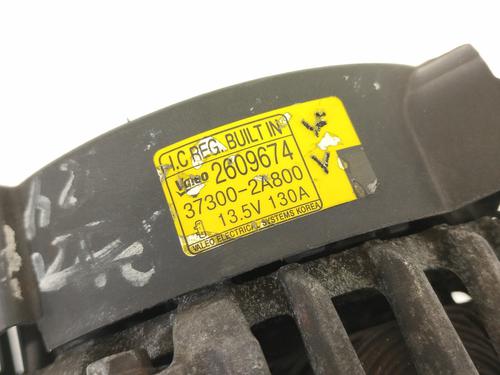 I.C REG. BUILT IN
Valeo 2609674
37300-2A800
13.5V 130A
VALEO ELECTRICAL SYSTEMS KOREA